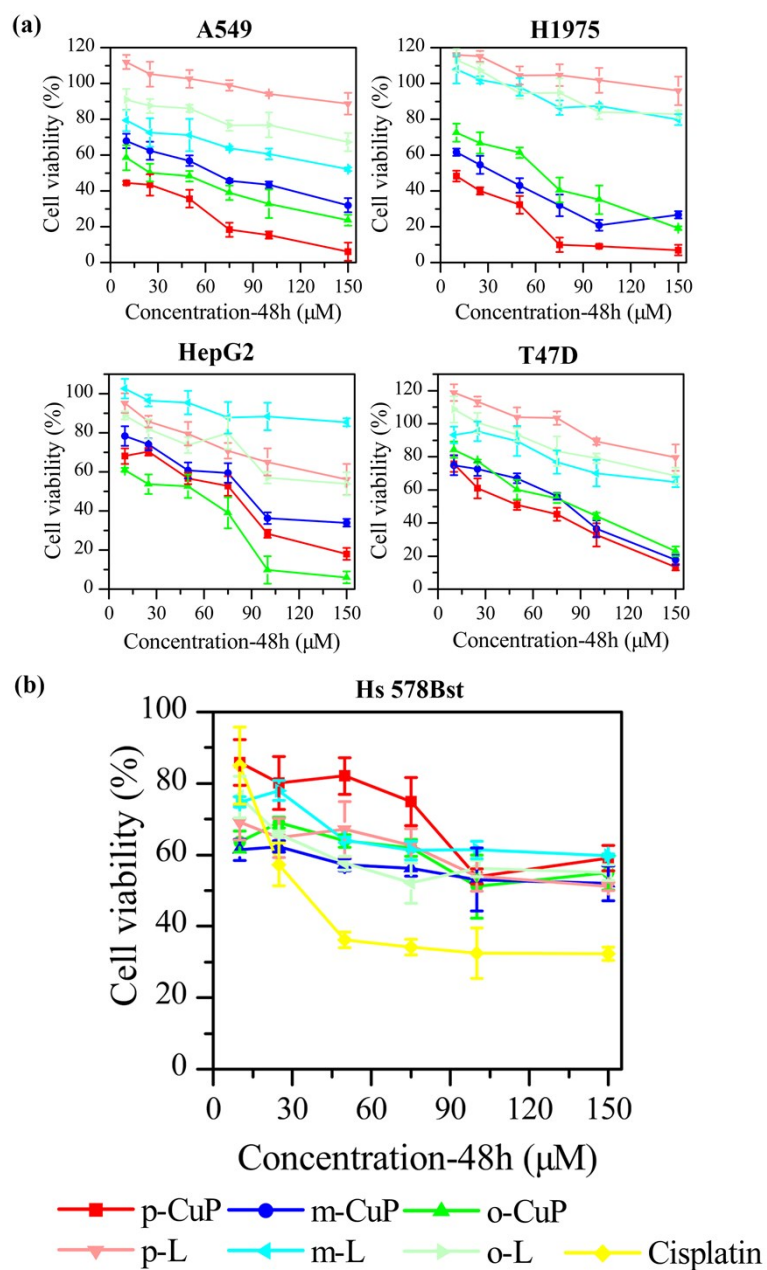 (a)
A549
Cell viability (%)
120
100
80
60
40
20
0
0 30 60 90 120 150
Concentration-48h (μM)
H1975
Cell viability (%)
120
100
80
60
40
20
0
0 30 60 90 120 150
Concentration-48h (μM)
HepG2
Cell viability (%)
100
80
60
40
20
0
0 30 60 90 120 150
Concentration-48h (μM)
T47D
Cell viability (%)
120
100
80
60
40
20
0
0 30 60 90 120 150
Concentration-48h (μM)
(b)
Hs 578Bst
Cell viability (%)
100
80
60
40
20
0
0 30 60 90 120 150
Concentration-48h (μM)
p-CuP m-CuP o-CuP
p-L m-L o-L Cisplatin